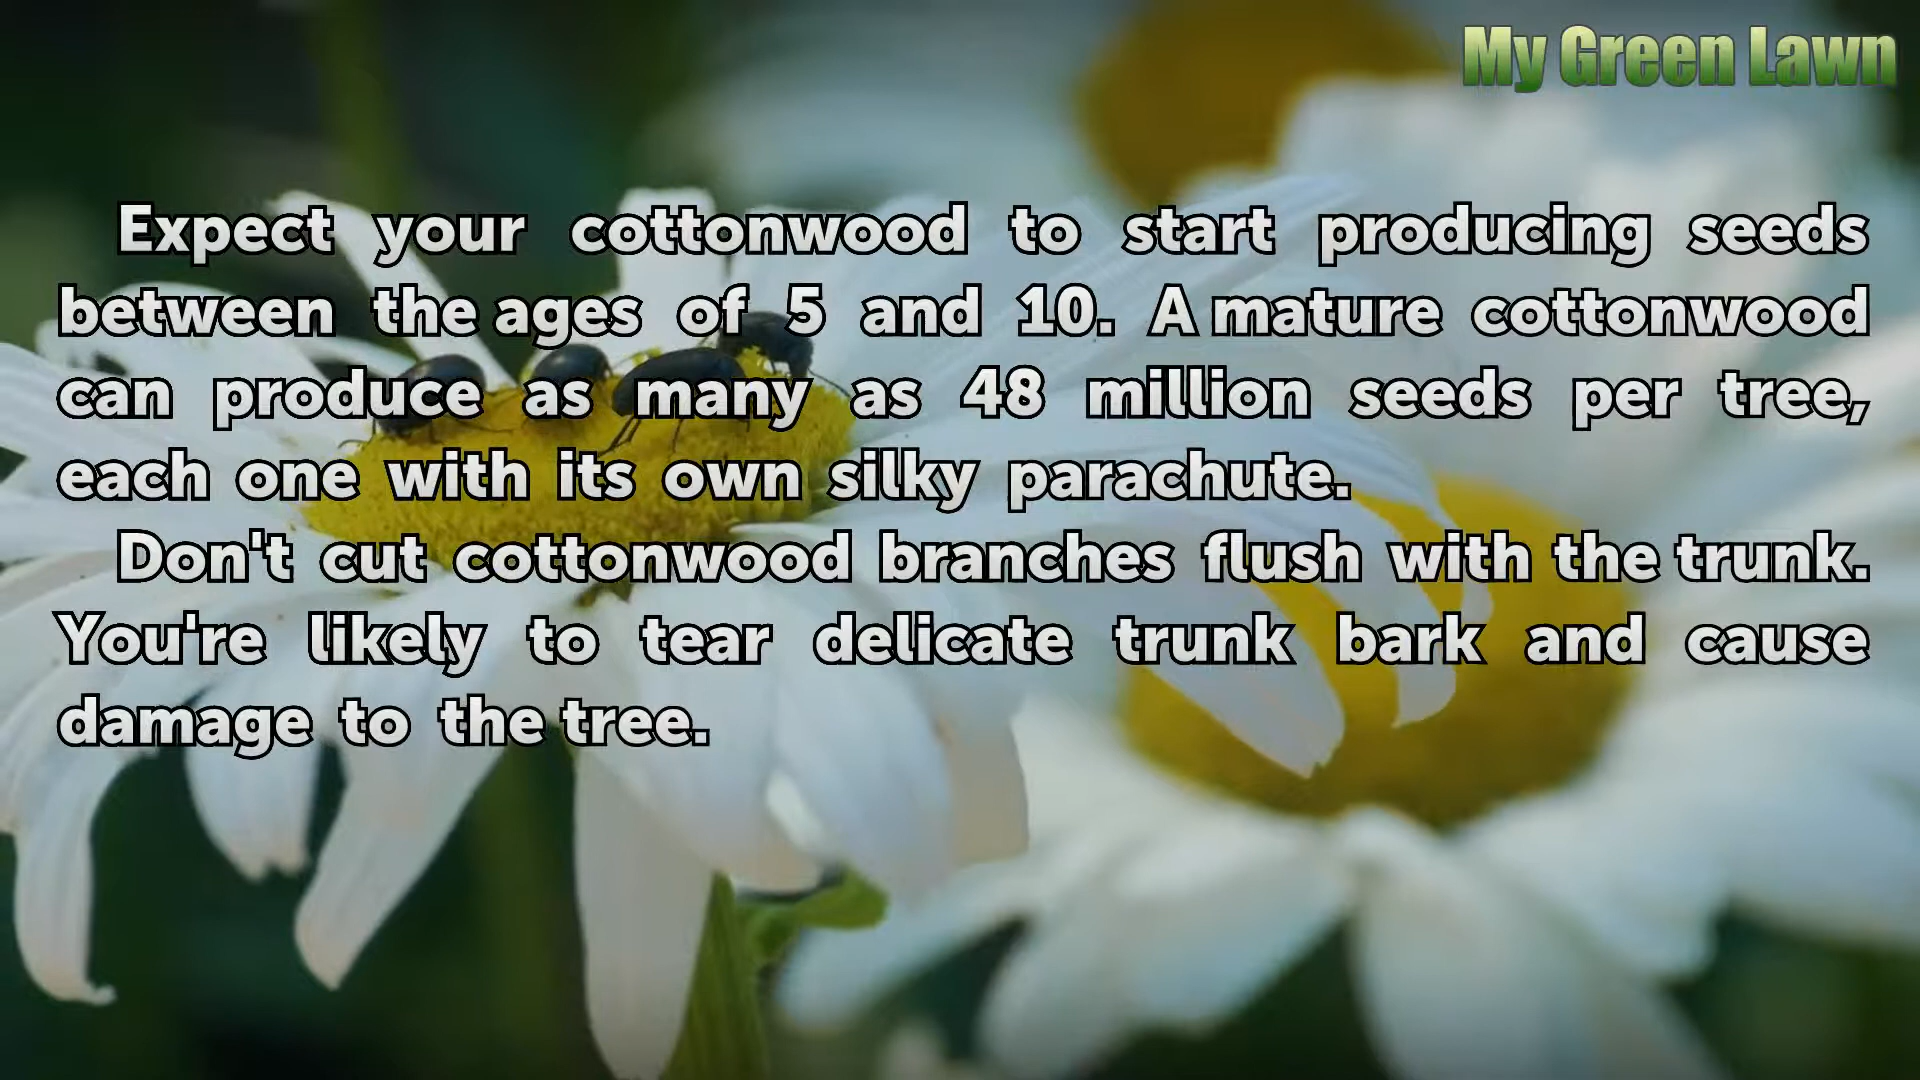 My Green Lawn
Expect your cottonwood to start producing seeds
between the ages of 5 and 10. A mature cottonwood
can produce as many as 48 million seeds per tree,
each one with its own silky parachute.
Don't cut cottonwood branches flush with the trunk.
You're likely to tear delicate trunk bark and cause
damage to the tree.